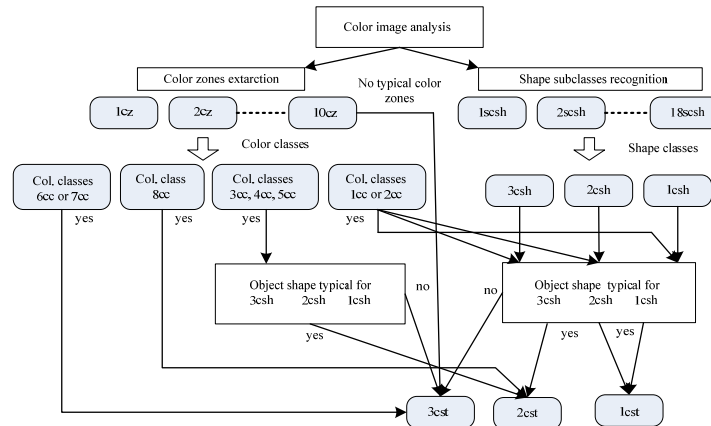 Color image analysis
Color zones extarction
No typical color
zones
Shape subclasses recognition
1cz
2cz
10cz
1scsh
2scsh
18scsh
Color classes
Shape classes
Col. classes
6cc or 7cc
Col. class
8cc
Col. classes
3cc, 4cc, 5cc
Col. classes
1cc or 2cc
3csh
2csh
1csh
yes
yes
yes
yes
Object shape typical for
3csh 2csh 1csh
no
no
Object shape typical for
3csh 2csh 1csh
yes
yes
yes
3cst
2cst
1cst